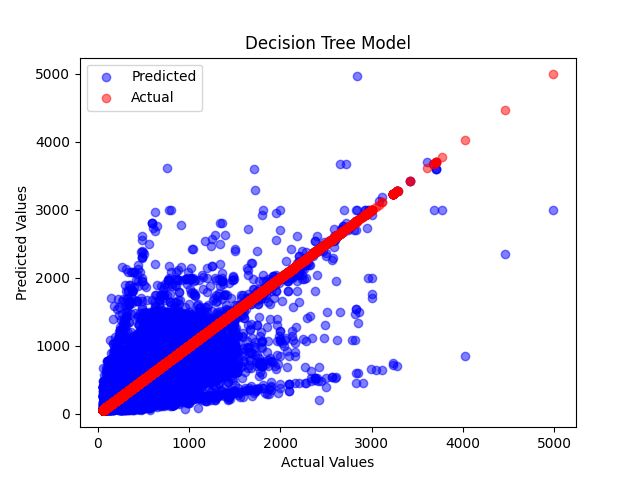 Decision Tree Model
Predicted
Actual
Predicted Values
5000
4000
3000
2000
1000
0
0 1000 2000 3000 4000 5000
Actual Values